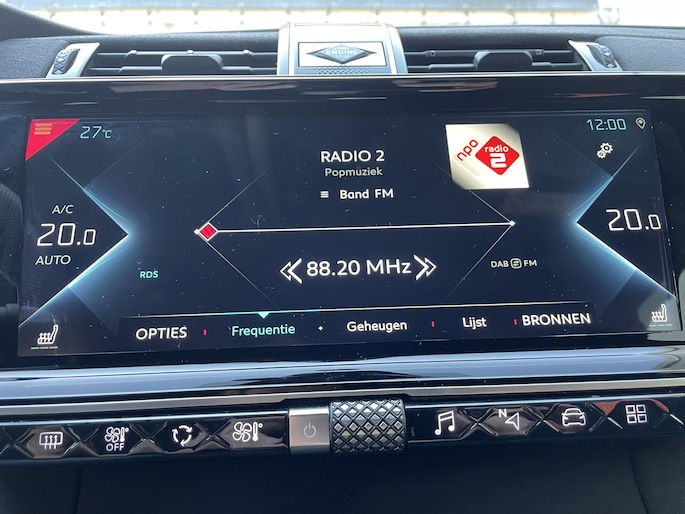 ENGINE
27°C
12:00
RADIO 2
Popmuziek
Band FM
npo
radio
2
A/C
20.0
AUTO
20.0
RDS
88.20 MHz
DAB FM
OPTIES
Frequentie
Geheugen
Lijst
BRONNEN
OFF
N